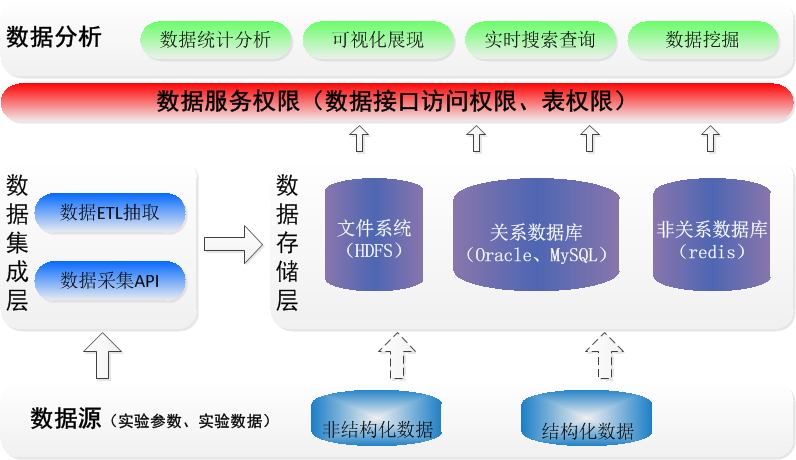 数据分析
数据统计分析
可视化展现
实时搜索查询
数据挖掘
数据服务权限（数据接口访问权限、表权限）
数据集成层
数据ETL抽取
数据采集API
数据存储层
文件系统
（HDFS）
关系数据库
（Oracle、MySQL）
非关系数据库
（redis）
数据源（实验参数、实验数据）
非结构化数据
结构化数据